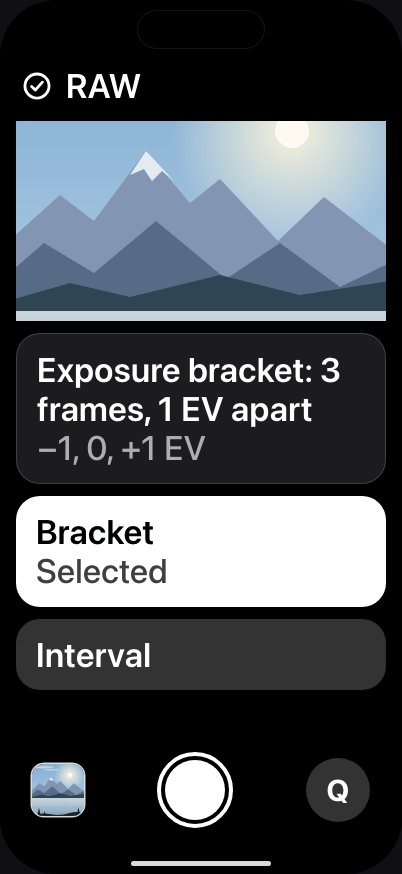 RAW
Exposure bracket: 3
frames, 1 EV apart
−1, 0, +1 EV
Bracket
Selected
Interval
Q